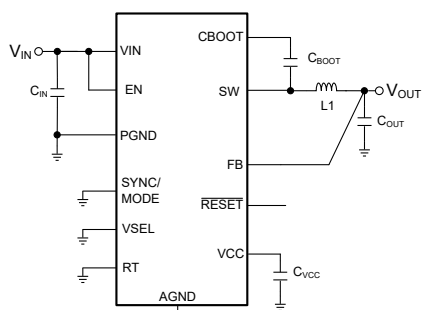 CBOOT
VIN
VIN
CBOOT
CIN
EN
SW
L1
VOUT
COUT
PGND
FB
SYNC/
MODE
RESET
VSEL
VCC
RT
CVCC
AGND